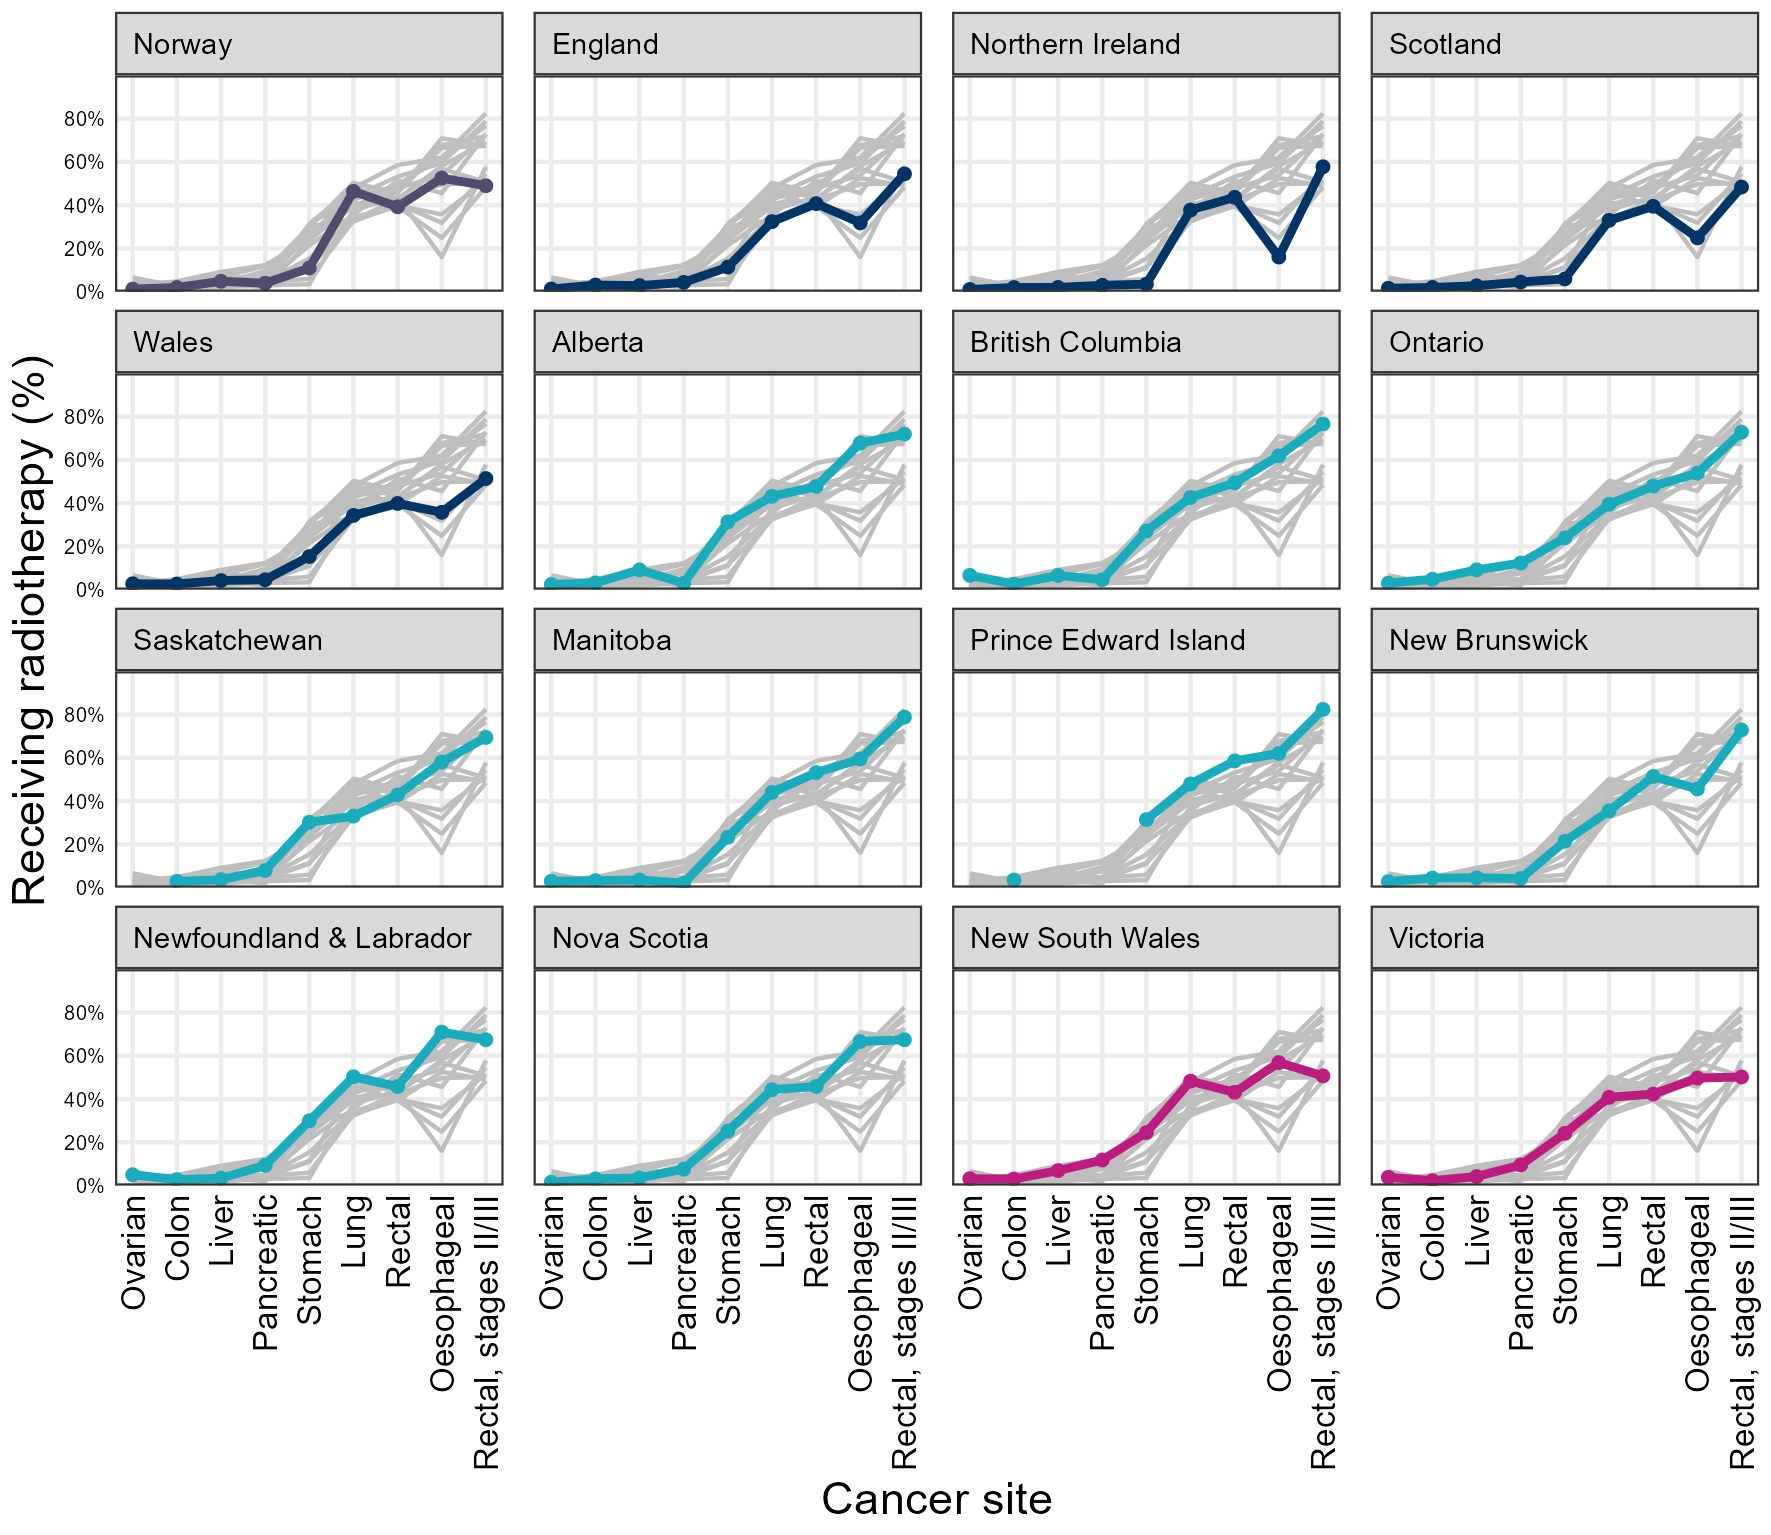 Norway
England
Northern Ireland
Scotland
80%
60%
40%
20%
0%
Wales
Alberta
British Columbia
Ontario
80%
60%
40%
20%
0%
Saskatchewan
Manitoba
Prince Edward Island
New Brunswick
80%
60%
40%
20%
0%
Newfoundland & Labrador
Nova Scotia
New South Wales
Victoria
80%
60%
40%
20%
0%
Receiving radiotherapy (%)
Ovarian
Colon
Liver
Pancreatic
Stomach
Lung
Rectal
Oesophageal
Rectal, stages II/III
Ovarian
Colon
Liver
Pancreatic
Stomach
Lung
Rectal
Oesophageal
Rectal, stages II/III
Ovarian
Colon
Liver
Pancreatic
Stomach
Lung
Rectal
Oesophageal
Rectal, stages II/III
Ovarian
Colon
Liver
Pancreatic
Stomach
Lung
Rectal
Oesophageal
Rectal, stages II/III
Cancer site